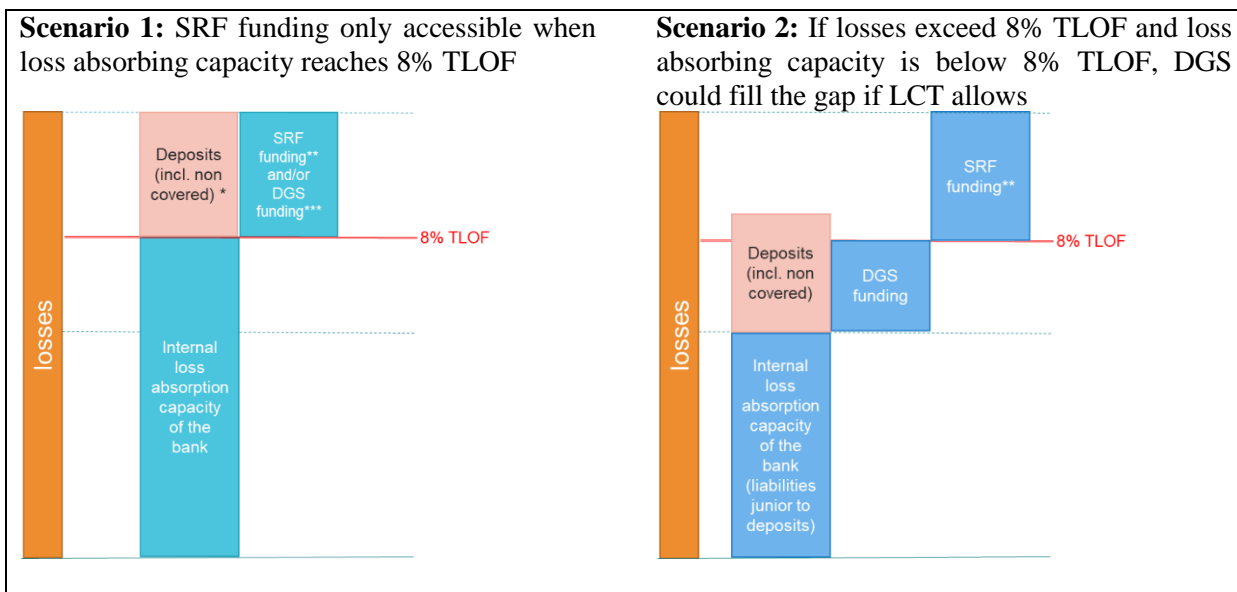 Scenario 1: SRF funding only accessible when
loss absorbing capacity reaches 8% TLOF
losses
Deposits
(incl. non
covered) *
SRF
funding**
and/or
DGS
funding***
8% TLOF
Internal
loss
absorption
capacity
of the
bank
Scenario 2: If losses exceed 8% TLOF and loss
absorbing capacity is below 8% TLOF, DGS
could fill the gap if LCT allows
losses
SRF
funding**
8% TLOF
Deposits
(incl. non
covered)
DGS
funding
Internal
loss
absorption
capacity
of the
bank
(liabilities
junior to
deposits)